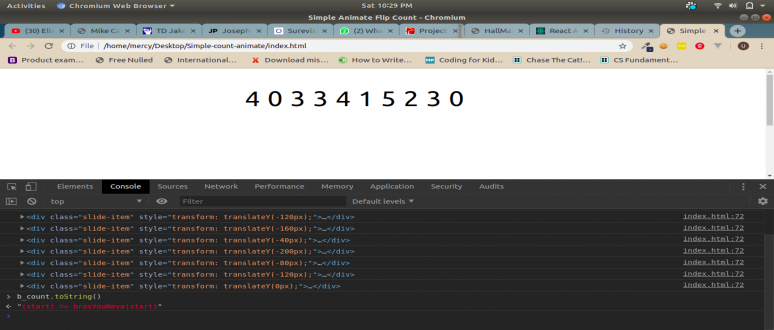 Activities Chromium Web Browser Sat 10:29 PM
Simple Animate Flip Count - Chromium
(30) Elli Mike Ca TD Jake JP Joseph Surevis (2) Wha Project HallMa React A History Simple
File | /home/mercy/Desktop/Simple-count-animate/index.html
Product exam... Free Nulled International... Download mis... How to Write... Coding for Kid... Chase The Cat!... CS Fundament...
4 0 3 3 4 1 5 2 3 0
Elements Console Sources Network Performance Memory Application Security Audits
top Filter Default levels
<div class="slide-item" style="transform: translateY(-120px);">…</div> index.html:72
<div class="slide-item" style="transform: translateY(-160px);">…</div> index.html:72
<div class="slide-item" style="transform: translateY(-40px);">…</div> index.html:72
<div class="slide-item" style="transform: translateY(-200px);">…</div> index.html:72
<div class="slide-item" style="transform: translateY(-80px);">…</div> index.html:72
<div class="slide-item" style="transform: translateY(-120px);">…</div> index.html:72
<div class="slide-item" style="transform: translateY(0px);">…</div> index.html:72
> b_count.toString()
"(start) =>